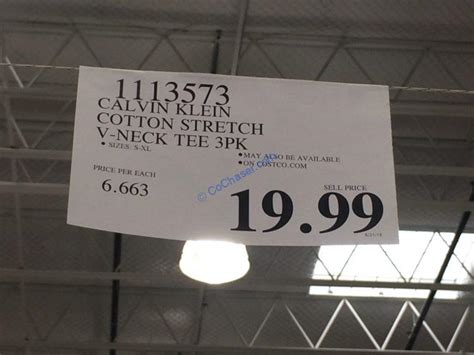 1113573
CALVIN KLEIN
COTTON STRETCH
V-NECK TEE 3PK
• SIZES: S-XL
• MAY ALSO BE AVAILABLE
• ON COSTCO.COM
PRICE PER EACH
6.663
SELL PRICE
19.99
CoChaser.com